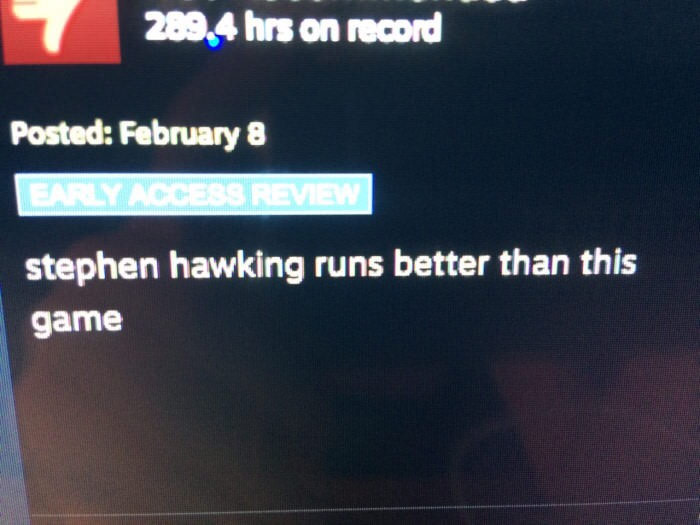 289.4 hrs on record
Posted: February 8
EARLY ACCESS REVIEW
stephen hawking runs better than this
game